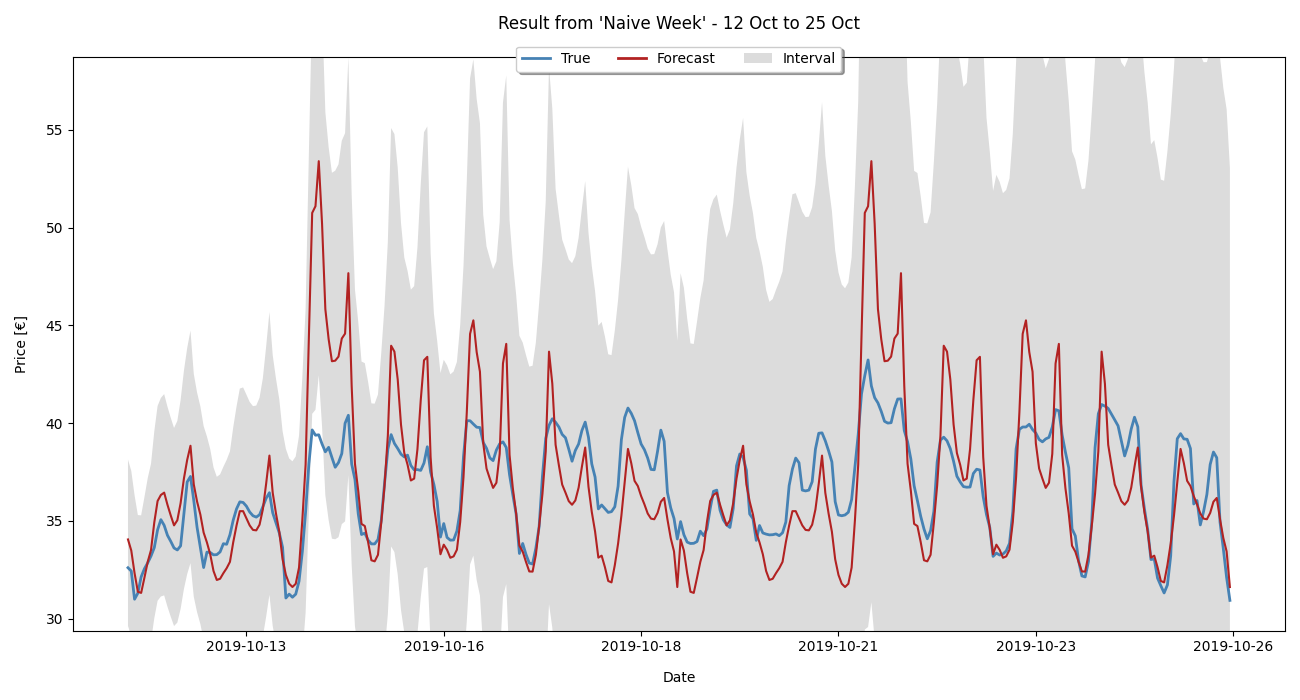 Result from 'Naive Week' - 12 Oct to 25 Oct
True Forecast Interval
Price [€]
55
50
45
40
35
30
2019-10-13 2019-10-16 2019-10-18 2019-10-21 2019-10-23 2019-10-26
Date